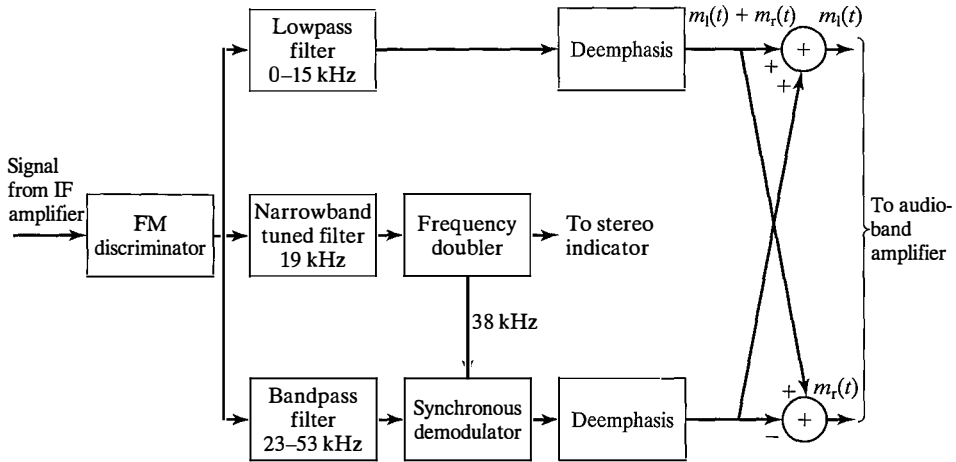 Lowpass
filter
0–15 kHz
Deemphasis
m_l(t) + m_r(t)
m_l(t)
+
+
+
Signal
from IF
amplifier
FM
discriminator
Narrowband
tuned filter
19 kHz
Frequency
doubler
To stereo
indicator
To audio-
band
amplifier
38 kHz
Bandpass
filter
23–53 kHz
Synchronous
demodulator
Deemphasis
+
m_r(t)
+
−